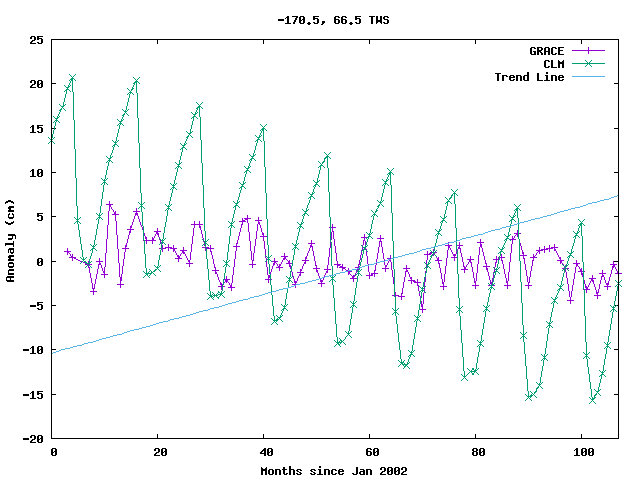 -170.5, 66.5 TWS
GRACE
CLM
Trend Line
25
20
15
10
5
0
-5
-10
-15
-20
Anomaly (cm)
0 20 40 60 80 100
Months since Jan 2002